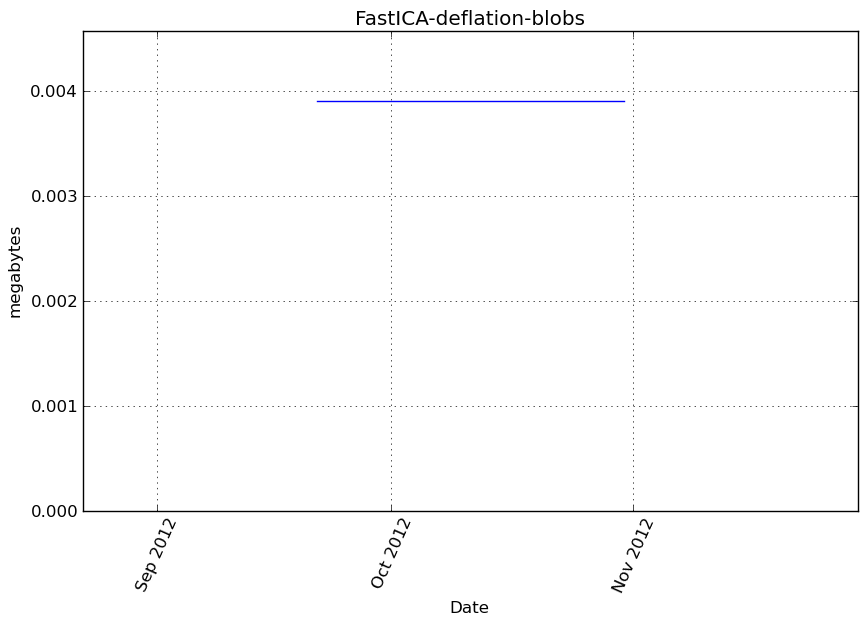 FastICA-deflation-blobs
megabytes
0.004
0.003
0.002
0.001
0.000
Sep 2012
Oct 2012
Nov 2012
Date